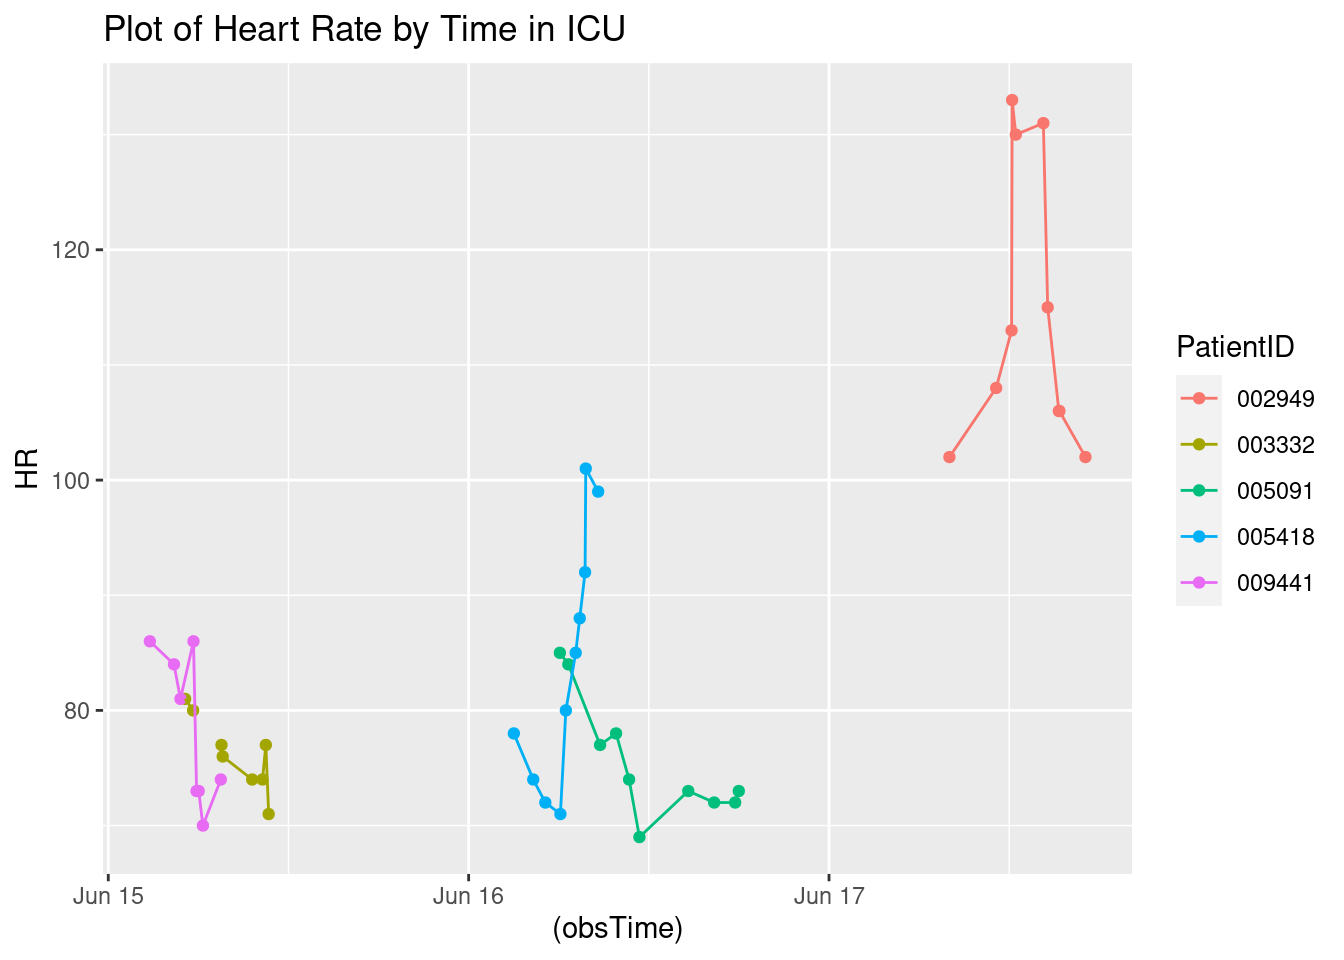 Plot of Heart Rate by Time in ICU
120
100
80
HR
Jun 15
Jun 16
Jun 17
(obsTime)
PatientID
002949
003332
005091
005418
009441